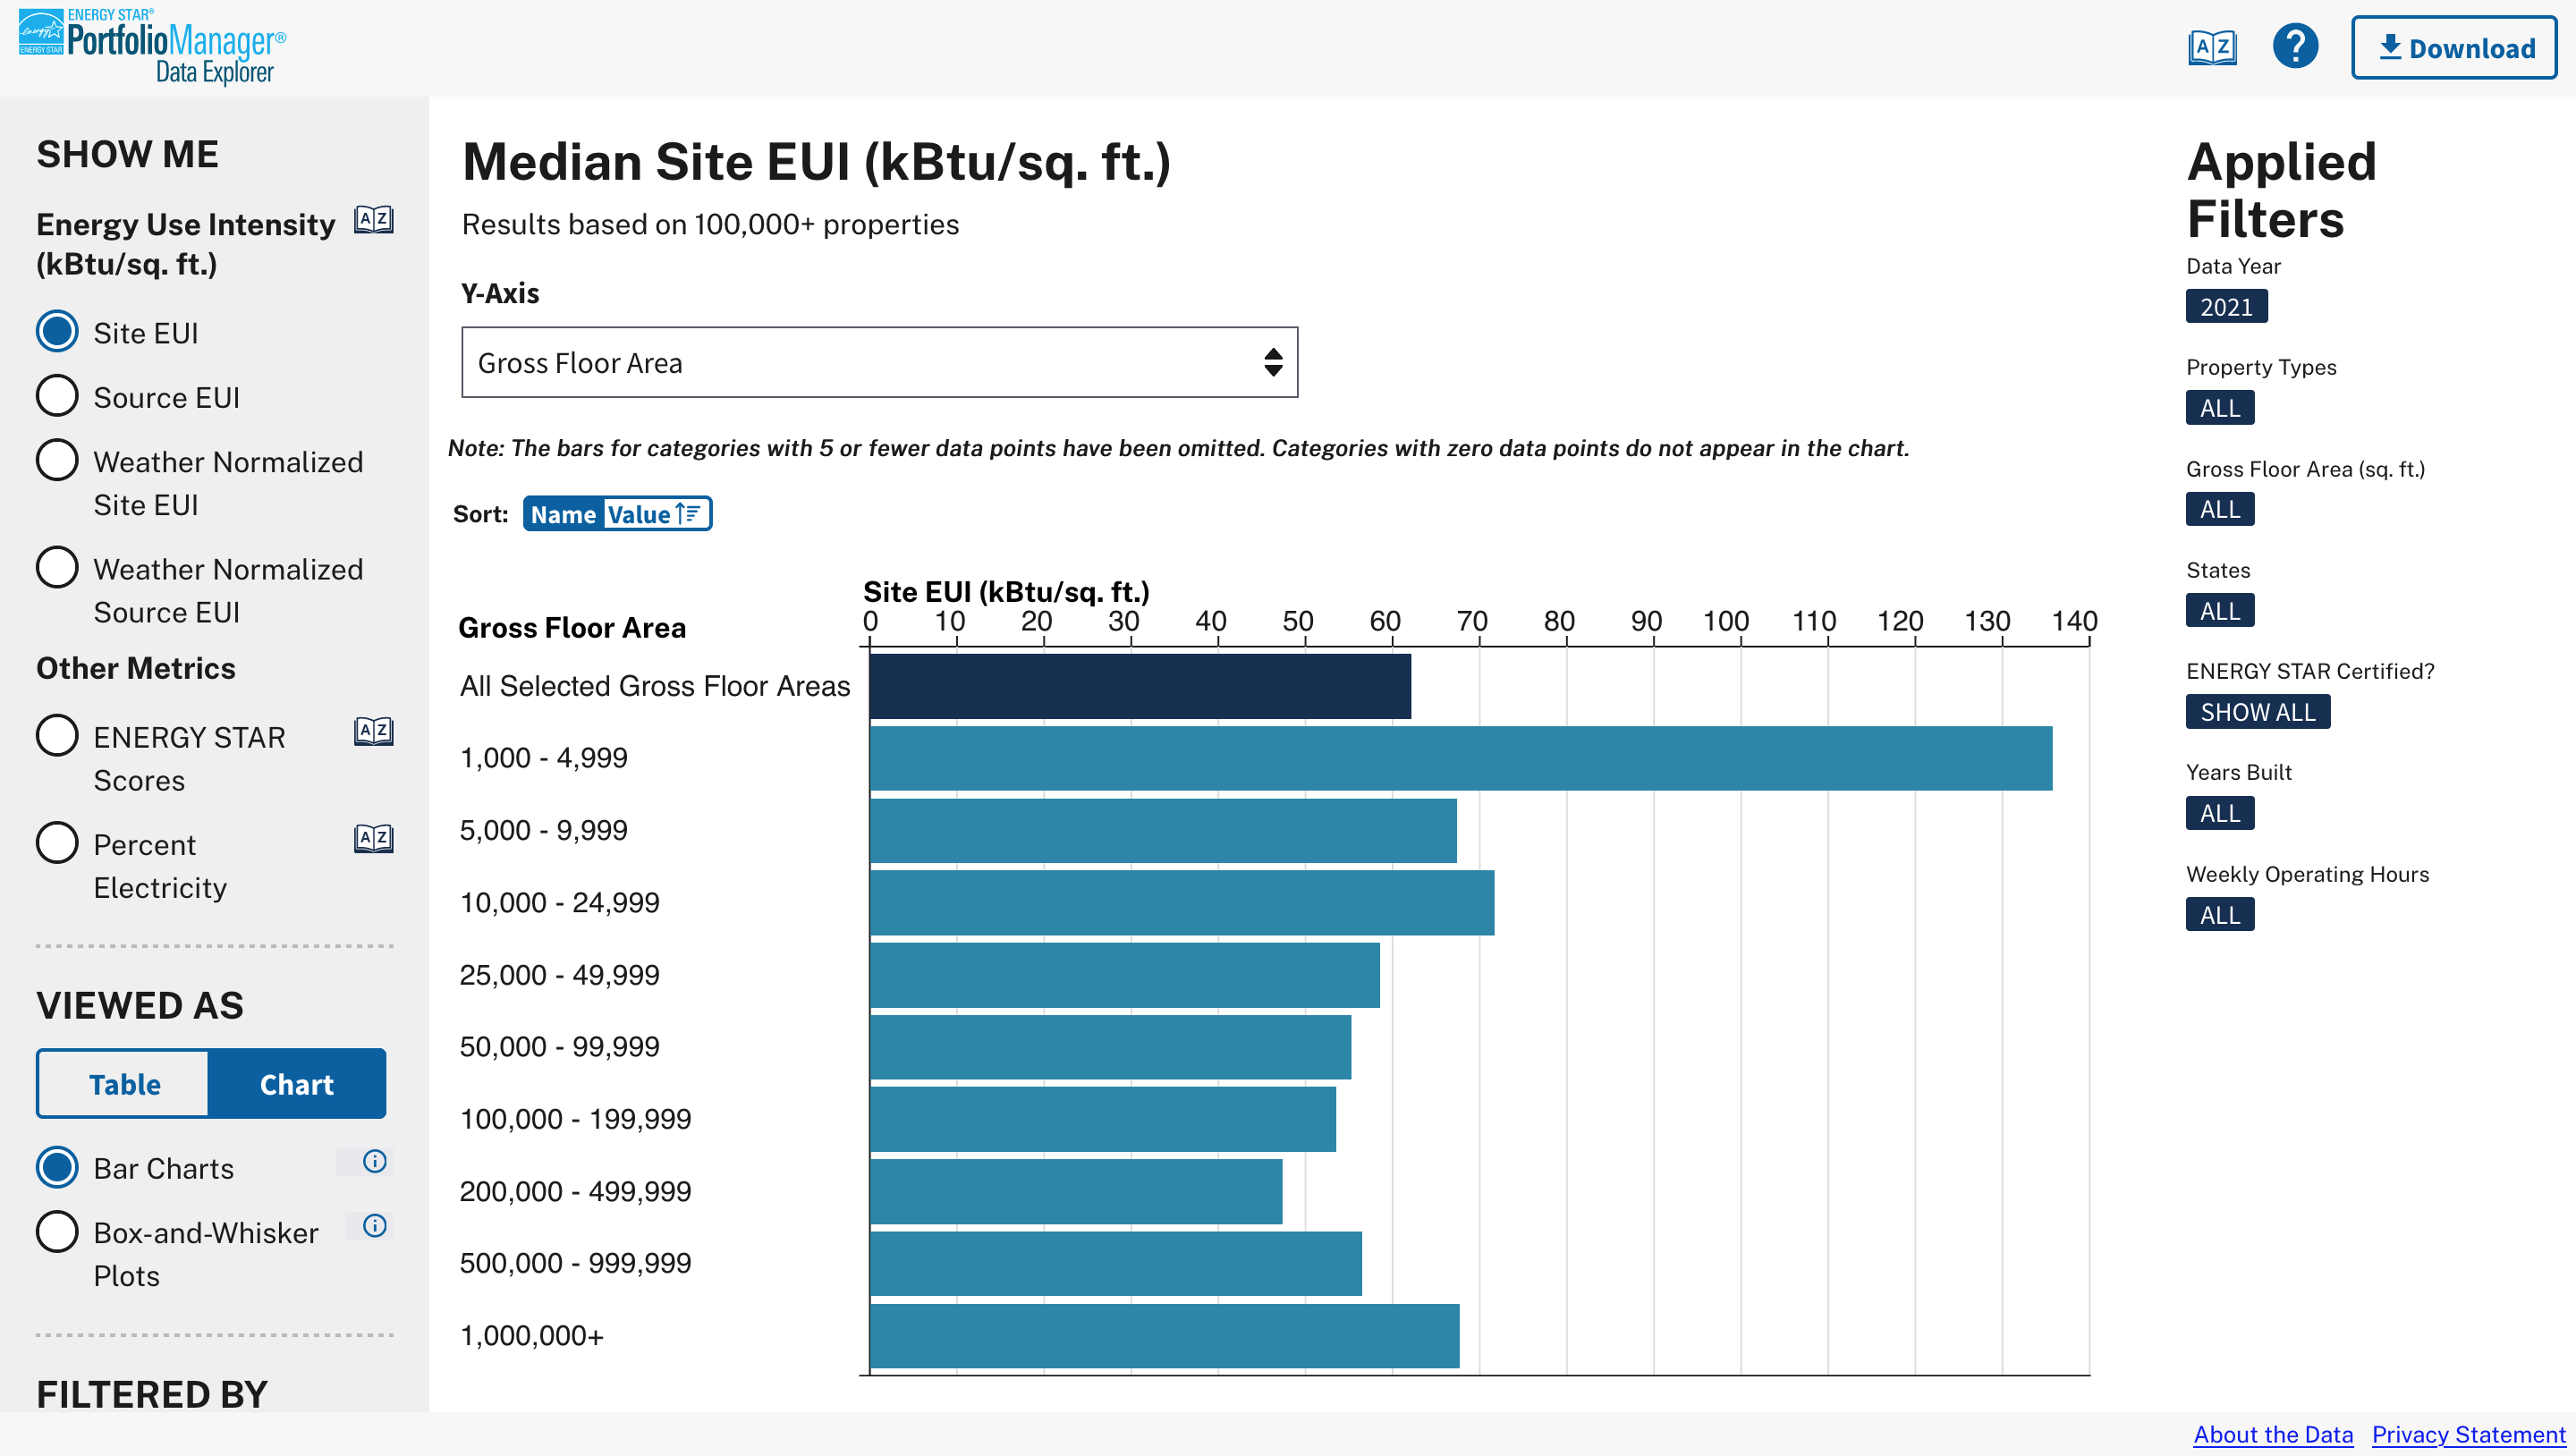 ENERGY STAR®
PortfolioManager®
ENERGY STAR
Data Explorer
A Z
?
Download
SHOW ME
Energy Use Intensity A Z
(kBtu/sq. ft.)
Site EUI
Source EUI
Weather Normalized
Site EUI
Weather Normalized
Source EUI
Other Metrics
ENERGY STAR A Z
Scores
Percent A Z
Electricity
VIEWED AS
Table Chart
Bar Charts i
Box-and-Whisker i
Plots
FILTERED BY
Median Site EUI (kBtu/sq. ft.)
Results based on 100,000+ properties
Y-Axis
Gross Floor Area
Note: The bars for categories with 5 or fewer data points have been omitted. Categories with zero data points do not appear in the chart.
Sort: Name Value
Site EUI (kBtu/sq. ft.)
0 10 20 30 40 50 60 70 80 90 100 110 120 130 140
Gross Floor Area
All Selected Gross Floor Areas
1,000 - 4,999
5,000 - 9,999
10,000 - 24,999
25,000 - 49,999
50,000 - 99,999
100,000 - 199,999
200,000 - 499,999
500,000 - 999,999
1,000,000+
Applied
Filters
Data Year
2021
Property Types
ALL
Gross Floor Area (sq. ft.)
ALL
States
ALL
ENERGY STAR Certified?
SHOW ALL
Years Built
ALL
Weekly Operating Hours
ALL
About the Data Privacy Statement